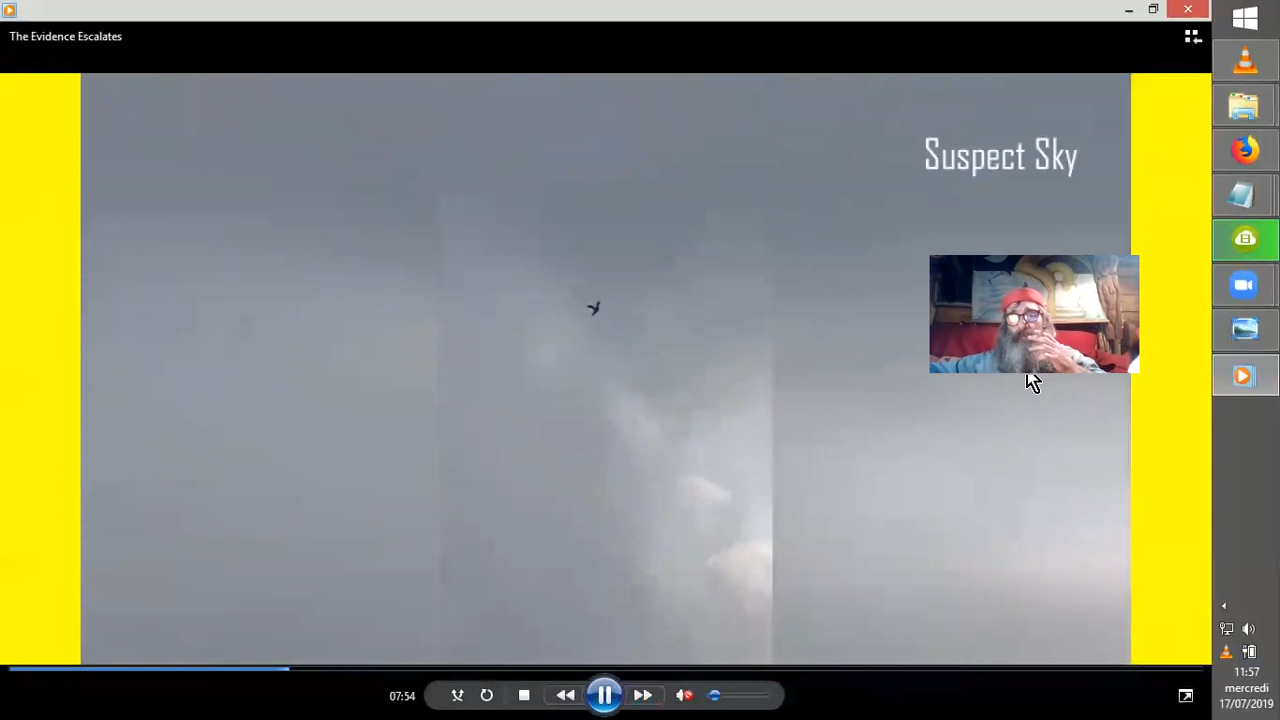 The Evidence Escalates
Suspect Sky
07:54
11:57
mercredi
17/07/2019